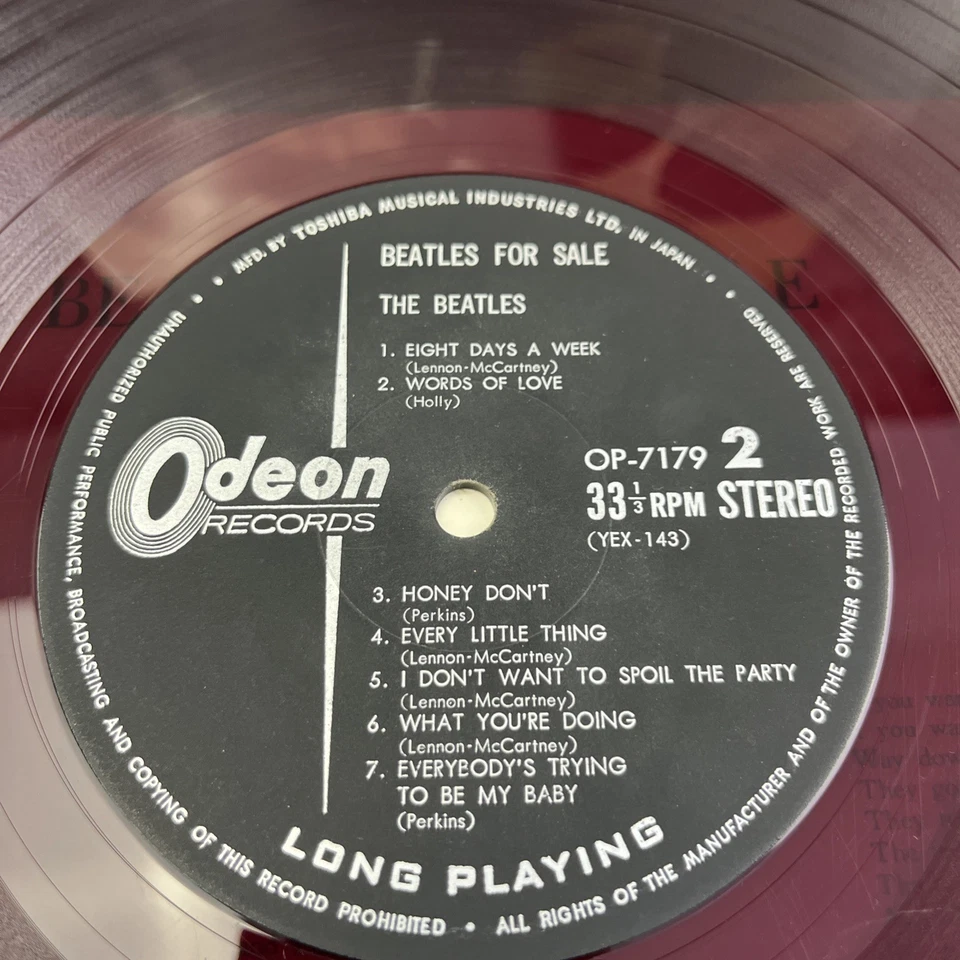 MFD. BY TOSHIBA MUSICAL INDUSTRIES LTD. IN JAPAN
BEATLES FOR SALE
THE BEATLES
1. EIGHT DAYS A WEEK
(Lennon-McCartney)
2. WORDS OF LOVE
(Holly)
Odeon
RECORDS
OP-7179 2
33 1/3 RPM STEREO
(YEX-143)
3. HONEY DON'T
(Perkins)
4. EVERY LITTLE THING
(Lennon-McCartney)
5. I DON'T WANT TO SPOIL THE PARTY
(Lennon-McCartney)
6. WHAT YOU'RE DOING
(Lennon-McCartney)
7. EVERYBODY'S TRYING
TO BE MY BABY
(Perkins)
LONG PLAYING
UNAUTHORIZED PUBLIC PERFORMANCE, BROADCASTING AND COPYING OF THIS RECORD PROHIBITED • ALL RIGHTS OF THE MANUFACTURER AND OF THE OWNER OF THE RECORDED WORK ARE RESERVED